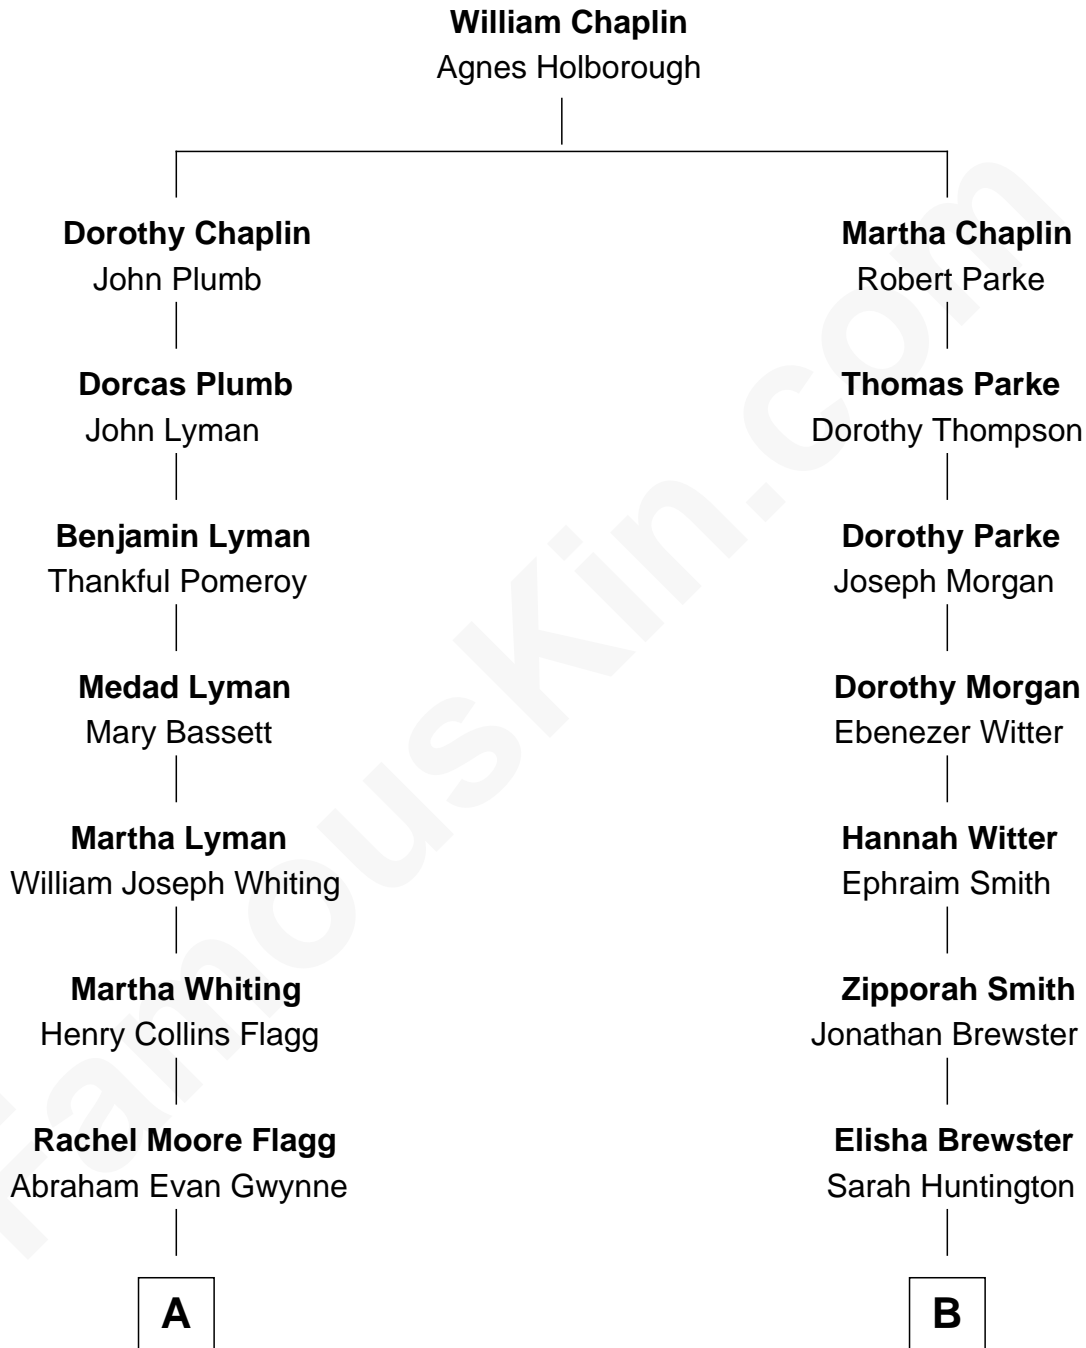 William Chaplin
Agnes Holborough
Dorothy Chaplin
John Plumb
Martha Chaplin
Robert Parke
Dorcas Plumb
John Lyman
Thomas Parke
Dorothy Thompson
Benjamin Lyman
Thankful Pomeroy
Dorothy Parke
Joseph Morgan
Medad Lyman
Mary Bassett
Dorothy Morgan
Ebenezer Witter
Martha Lyman
William Joseph Whiting
Hannah Witter
Ephraim Smith
Martha Whiting
Henry Collins Flagg
Zipporah Smith
Jonathan Brewster
Rachel Moore Flagg
Abraham Evan Gwynne
Elisha Brewster
Sarah Huntington
A
B
FamousKin.com